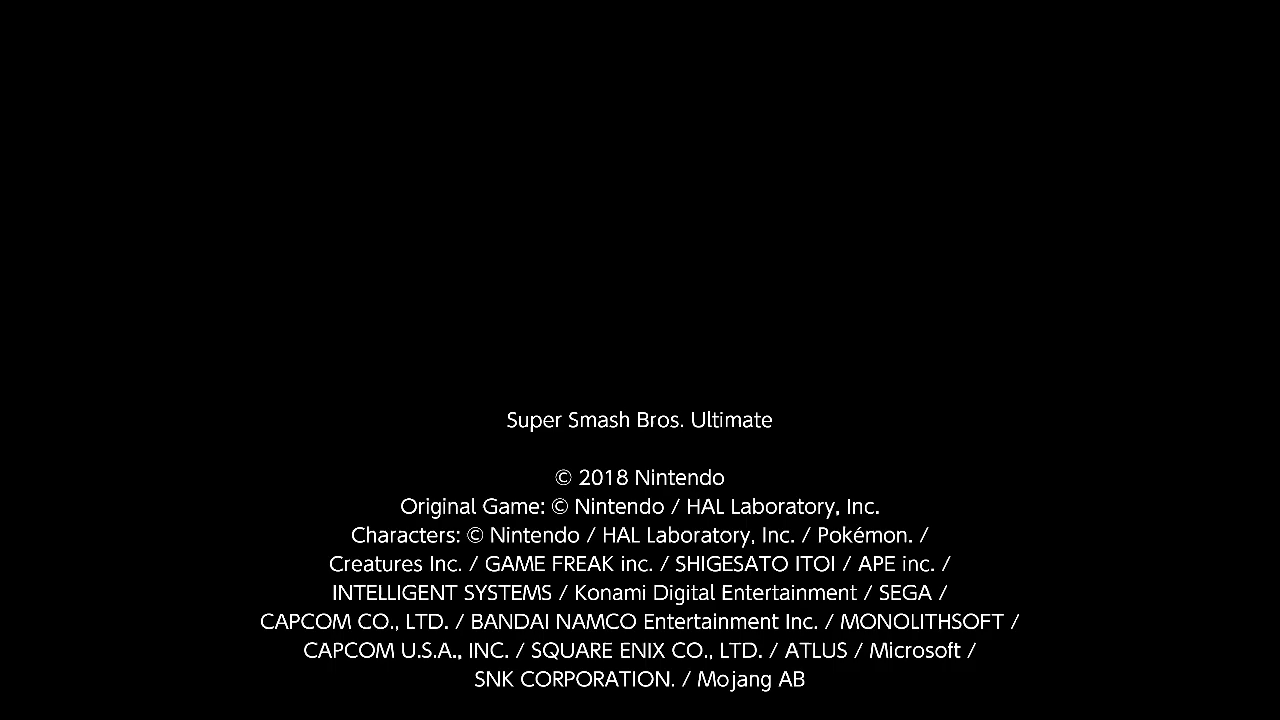 Super Smash Bros. Ultimate
© 2018 Nintendo
Original Game: © Nintendo / HAL Laboratory, Inc.
Characters: © Nintendo / HAL Laboratory, Inc. / Pokémon. /
Creatures Inc. / GAME FREAK inc. / SHIGESATO ITOI / APE inc. /
INTELLIGENT SYSTEMS / Konami Digital Entertainment / SEGA /
CAPCOM CO., LTD. / BANDAI NAMCO Entertainment Inc. / MONOLITHSOFT /
CAPCOM U.S.A., INC. / SQUARE ENIX CO., LTD. / ATLUS / Microsoft /
SNK CORPORATION. / Mojang AB